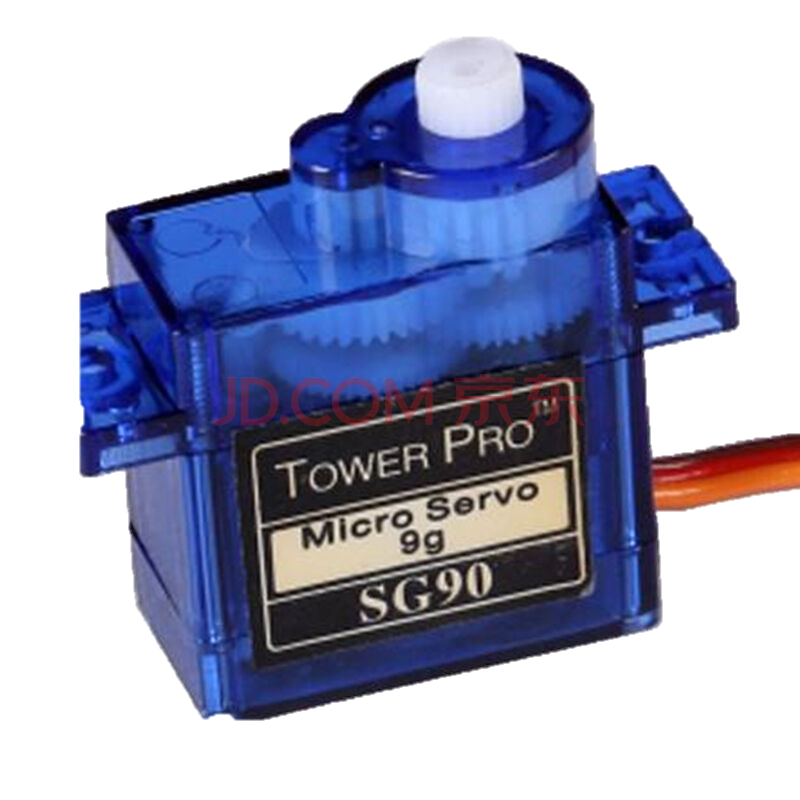 JD.COM 京东
TOWER PRO™
Micro Servo
9g
SG90